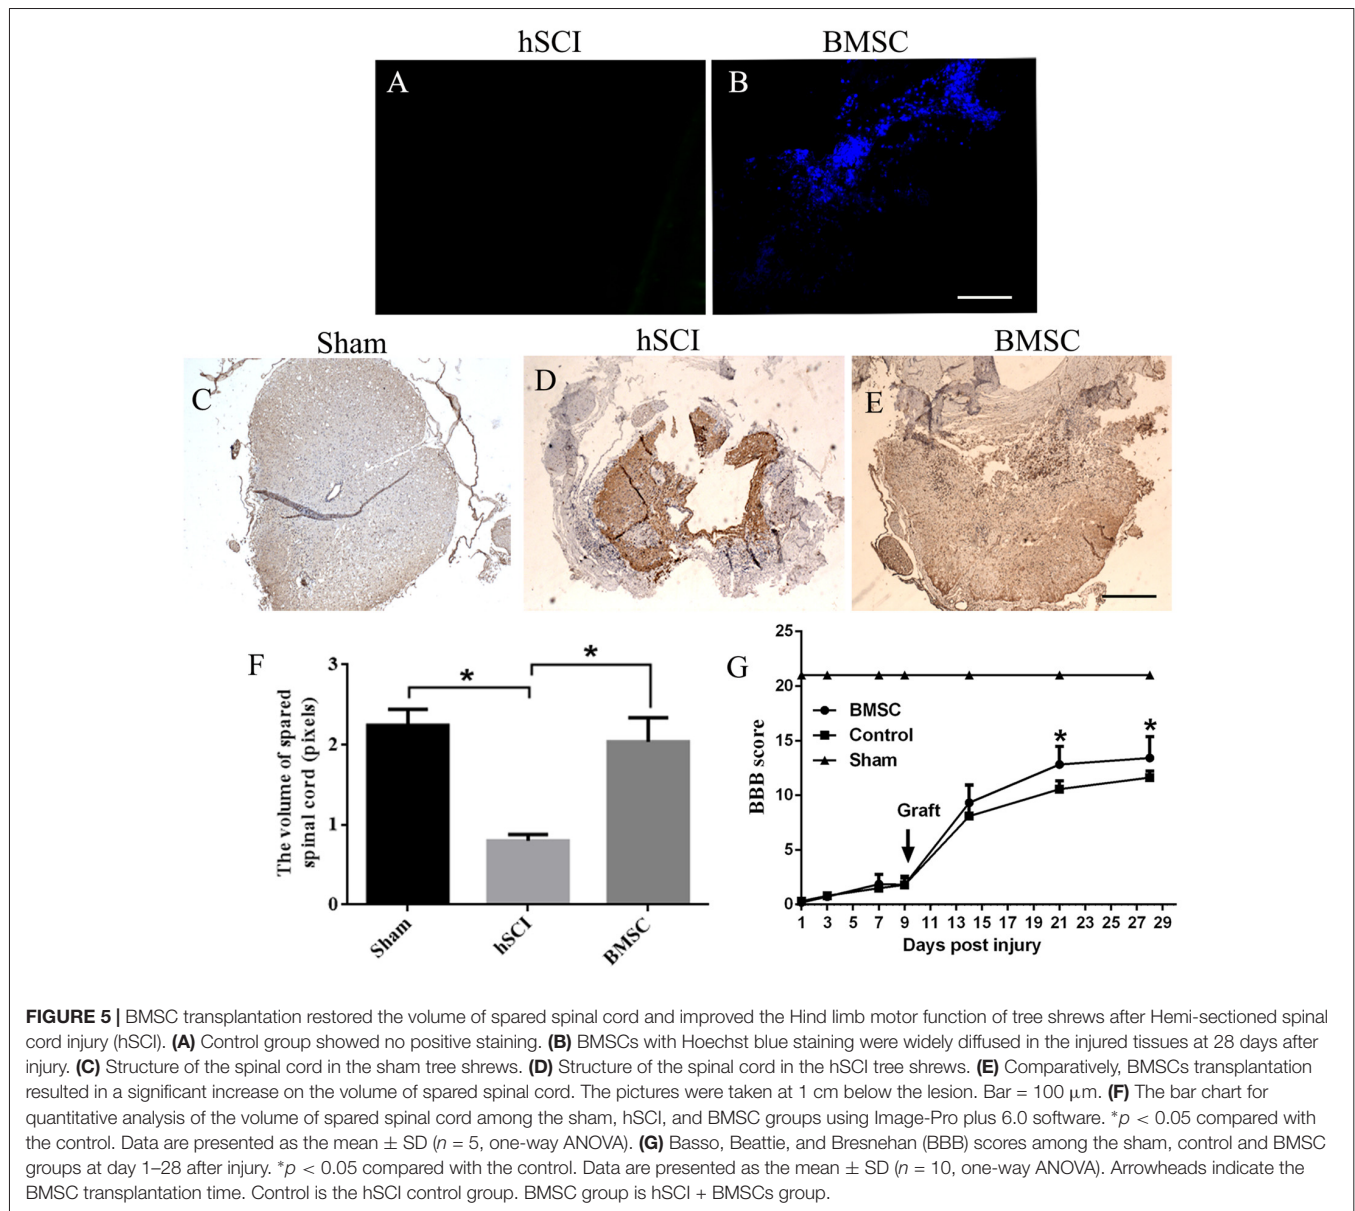 hSCI
BMSC
A
B
Sham
hSCI
BMSC
C
D
E
F
The volume of spared
spinal cord (pixels)
3
2
1
0
*
*
Sham
hSCI
BMSC
G
BBB score
25
20
15
10
5
0
BMSC
Control
Sham
Graft
*
*
1 3 5 7 9 11 13 15 17 19 21 23 25 27 29
Days post injury
FIGURE 5 | BMSC transplantation restored the volume of spared spinal cord and improved the Hind limb motor function of tree shrews after Hemi-sectioned spinal
cord injury (hSCI). (A) Control group showed no positive staining. (B) BMSCs with Hoechst blue staining were widely diffused in the injured tissues at 28 days after
injury. (C) Structure of the spinal cord in the sham tree shrews. (D) Structure of the spinal cord in the hSCI tree shrews. (E) Comparatively, BMSCs transplantation
resulted in a significant increase on the volume of spared spinal cord. The pictures were taken at 1 cm below the lesion. Bar = 100 μm. (F) The bar chart for
quantitative analysis of the volume of spared spinal cord among the sham, hSCI, and BMSC groups using Image-Pro plus 6.0 software. *p < 0.05 compared with
the control. Data are presented as the mean ± SD (n = 5, one-way ANOVA). (G) Basso, Beattie, and Bresnehan (BBB) scores among the sham, control and BMSC
groups at day 1–28 after injury. *p < 0.05 compared with the control. Data are presented as the mean ± SD (n = 10, one-way ANOVA). Arrowheads indicate the
BMSC transplantation time. Control is the hSCI control group. BMSC group is hSCI + BMSCs group.